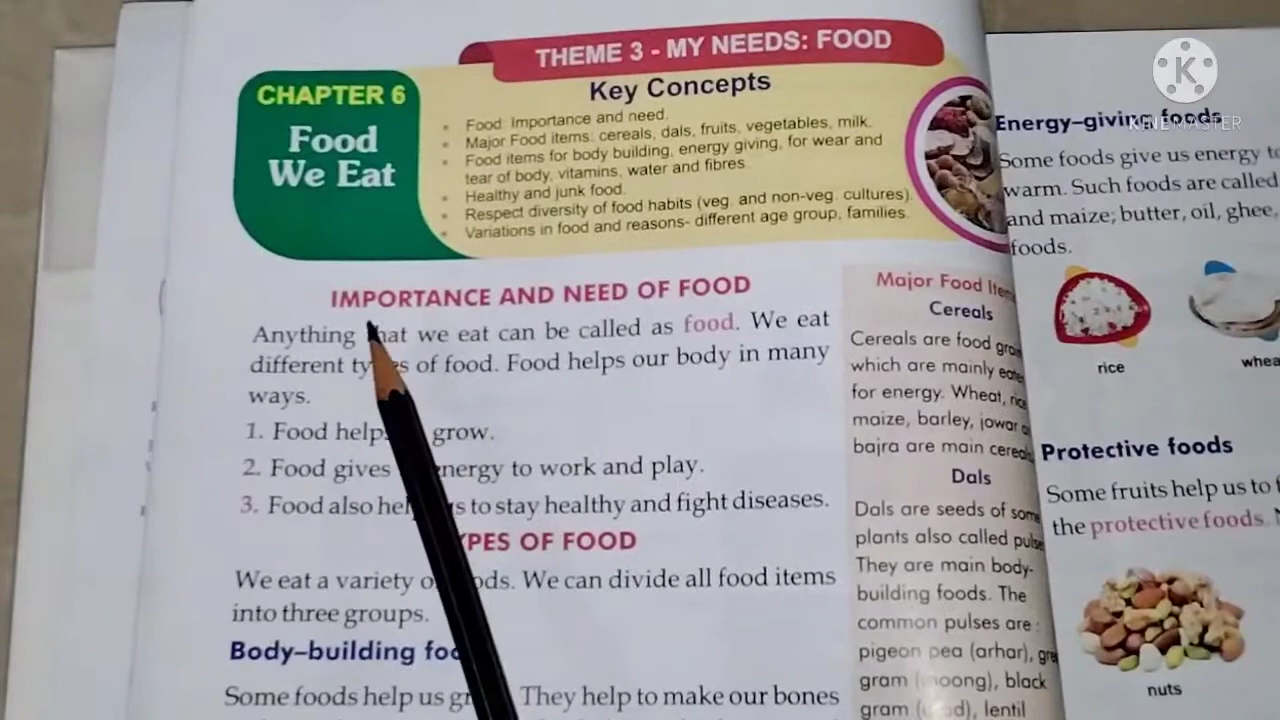 THEME 3 - MY NEEDS: FOOD
CHAPTER 6
Food
We Eat
Key Concepts
Food: Importance and need.
Major Food items: cereals, dals, fruits, vegetables, milk.
Food items for body building, energy giving, for wear and
tear of body, vitamins, water and fibres.
Healthy and junk food.
Respect diversity of food habits (veg. and non-veg. cultures).
Variations in food and reasons- different age group, families.
IMPORTANCE AND NEED OF FOOD
Anything that we eat can be called as food. We eat
different types of food. Food helps our body in many
ways.
1. Food helps grow.
2. Food gives energy to work and play.
3. Food also help us to stay healthy and fight diseases.
TYPES OF FOOD
We eat a variety of foods. We can divide all food items
into three groups.
Body-building
Some foods help us They help to make our bones
Major Food
Cereals
Cereals are food
which are mainly
for energy. Wheat, rice
maize, barley, jowar
bajra are main
Dals
Dals are seeds of some
plants also called
They are main body-
building foods. The
common pulses are :
pigeon pea (arhar),
gram (moong), black
gram (urad), lentil
Energy-giving foods
Some foods give us energy
warm. Such foods are called
and maize; butter, oil, ghee,
foods.
rice
Protective foods
Some fruits help us to
the protective foods.
nuts
K
KINEMASTER